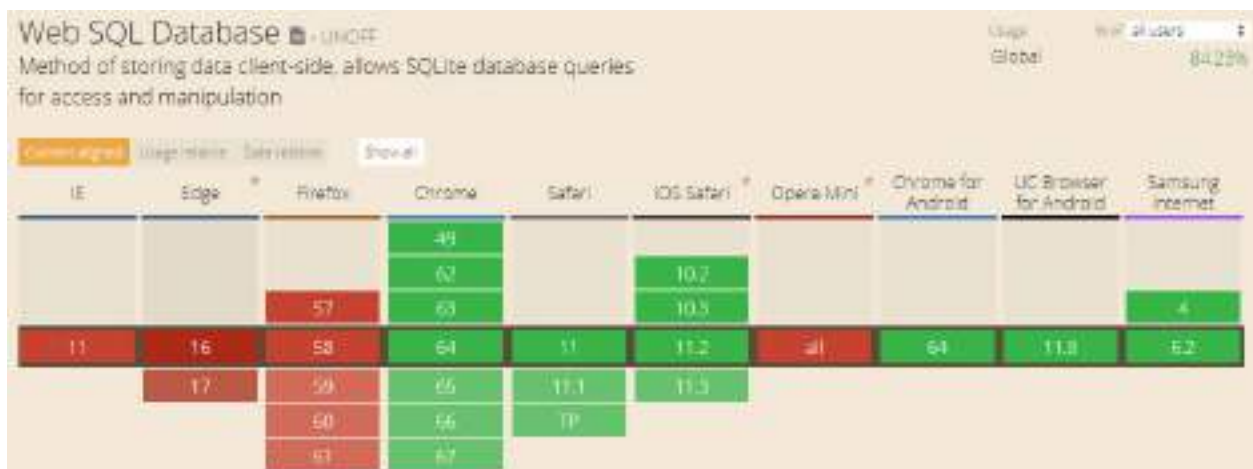 Web SQL Database - UNOFF
Usage % of all users
Method of storing data client-side, allows SQLite database queries
Global 84.23%
for access and manipulation
Current aligned Usage relative Date relative Show all
IE Edge Firefox Chrome Safari iOS Safari Opera Mini Chrome for Android UC Browser for Android Samsung Internet
49
62 10.2
57 63 10.3 4
11 16 58 64 11 11.2 all 64 11.8 6.2
17 59 65 11.1 11.3
60 66 TP
61 67